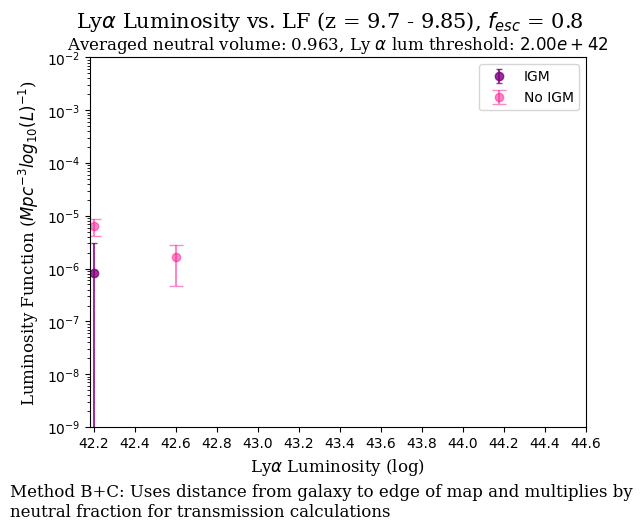 Lyα Luminosity vs. LF (z = 9.7 - 9.85), f_esc = 0.8
Averaged neutral volume: 0.963, Ly α lum threshold: 2.00e + 42
IGM
No IGM
Luminosity Function (Mpc⁻³log₁₀(L)⁻¹)
10⁻²
10⁻³
10⁻⁴
10⁻⁵
10⁻⁶
10⁻⁷
10⁻⁸
10⁻⁹
42.2 42.4 42.6 42.8 43.0 43.2 43.4 43.6 43.8 44.0 44.2 44.4 44.6
Lyα Luminosity (log)
Method B+C: Uses distance from galaxy to edge of map and multiplies by
neutral fraction for transmission calculations